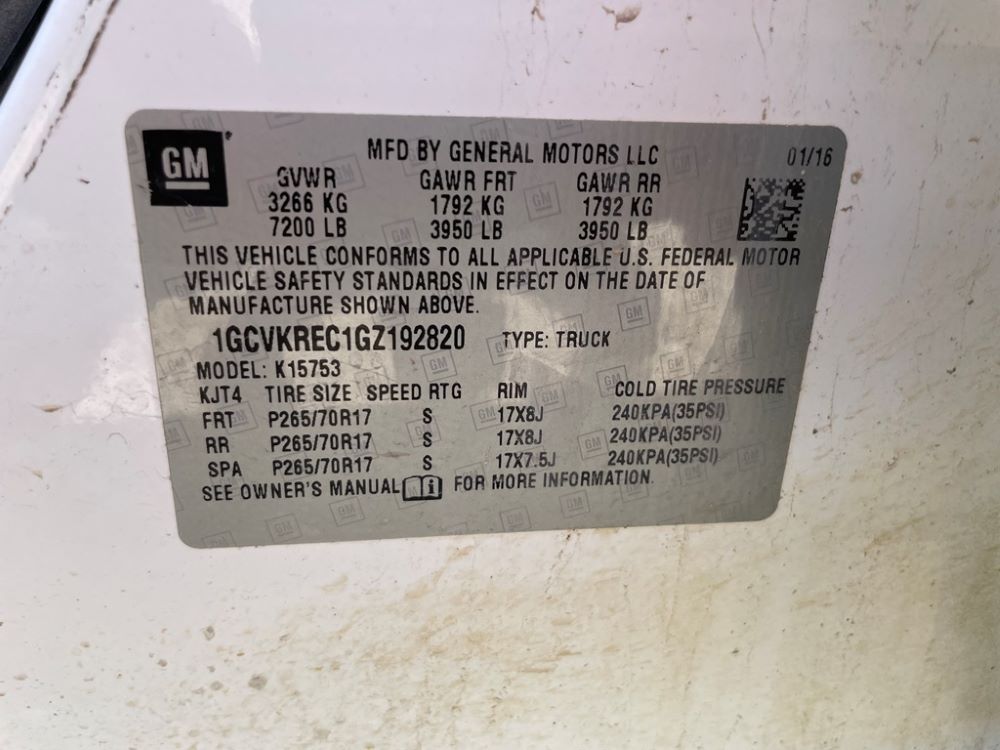 GM
MFD BY GENERAL MOTORS LLC 01/16
GVWR GAWR FRT GAWR RR
3266 KG 1792 KG 1792 KG
7200 LB 3950 LB 3950 LB
THIS VEHICLE CONFORMS TO ALL APPLICABLE U.S. FEDERAL MOTOR
VEHICLE SAFETY STANDARDS IN EFFECT ON THE DATE OF
MANUFACTURE SHOWN ABOVE.
1GCVKREC1GZ192820 TYPE: TRUCK
MODEL: K15753
KJT4 TIRE SIZE SPEED RTG RIM COLD TIRE PRESSURE
FRT P265/70R17 S 17X8J 240KPA(35PSI)
RR P265/70R17 S 17X8J 240KPA(35PSI)
SPA P265/70R17 S 17X7.5J 240KPA(35PSI)
SEE OWNER'S MANUAL i FOR MORE INFORMATION.